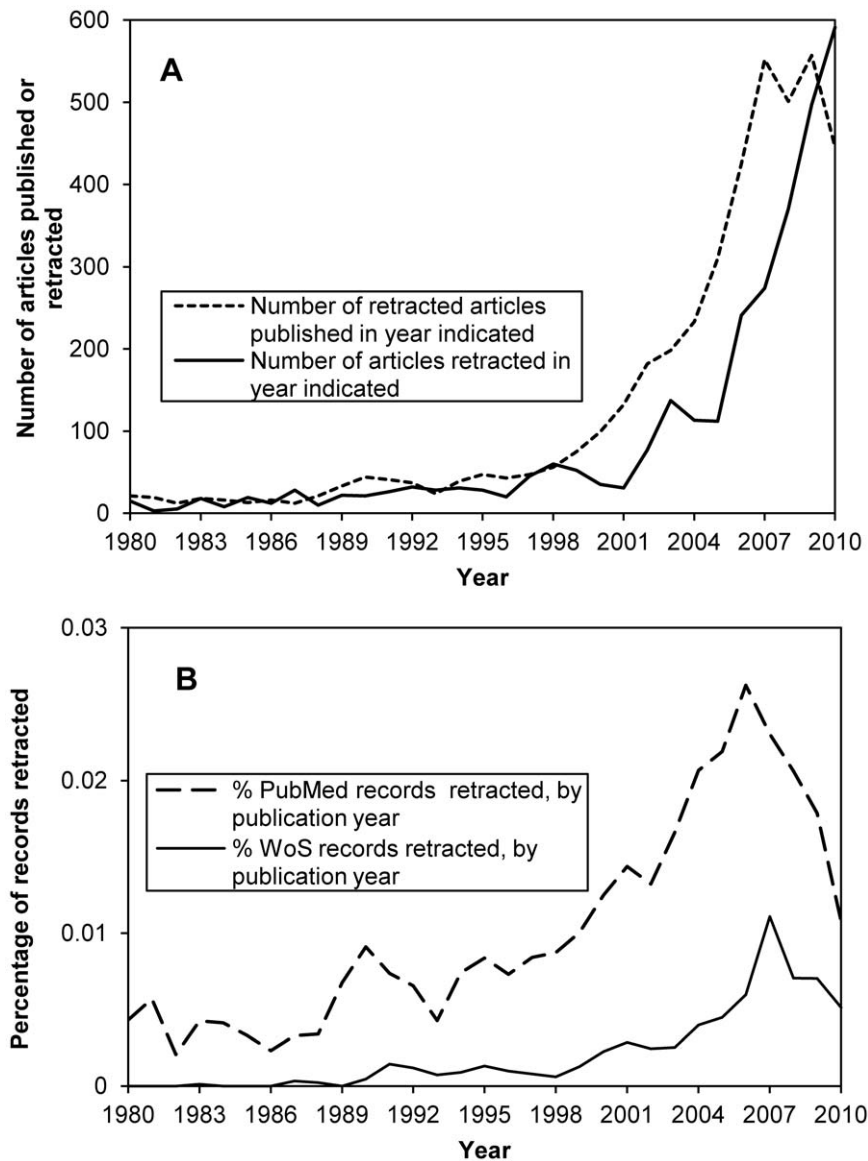 600
A
500
400
300
200
100
0
Number of articles published or
retracted
Number of retracted articles
published in year indicated
Number of articles retracted in
year indicated
1980 1983 1986 1989 1992 1995 1998 2001 2004 2007 2010
Year
0.03
B
0.02
0.01
0
Percentage of records retracted
% PubMed records retracted, by
publication year
% WoS records retracted, by
publication year
1980 1983 1986 1989 1992 1995 1998 2001 2004 2007 2010
Year